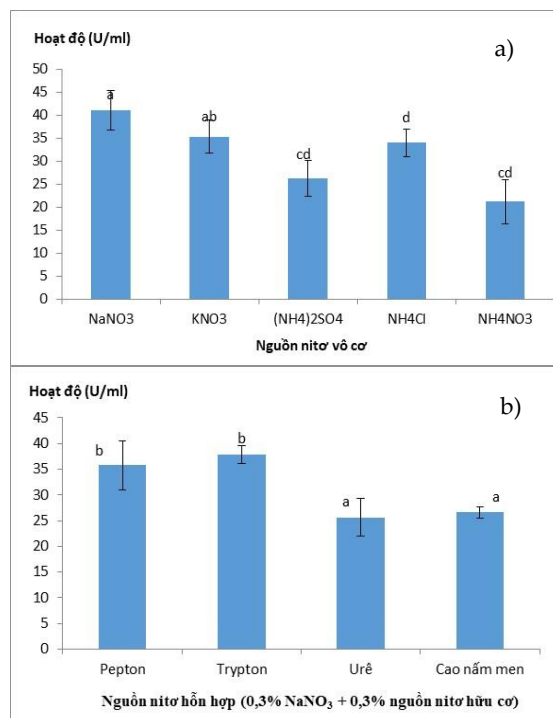 Hoạt độ (U/ml)
a)
50
45
40
35
30
25
20
15
10
5
0
a
ab
cd
d
cd
NaNO3 KNO3 (NH4)2SO4 NH4Cl NH4NO3
Nguồn nitơ vô cơ
Hoạt độ (U/ml)
b)
45
40
35
30
25
20
15
10
5
0
b
b
a
a
Pepton Trypton Urê Cao nấm men
Nguồn nitơ hỗn hợp (0,3% NaNO₃ + 0,3% nguồn nitơ hữu cơ)